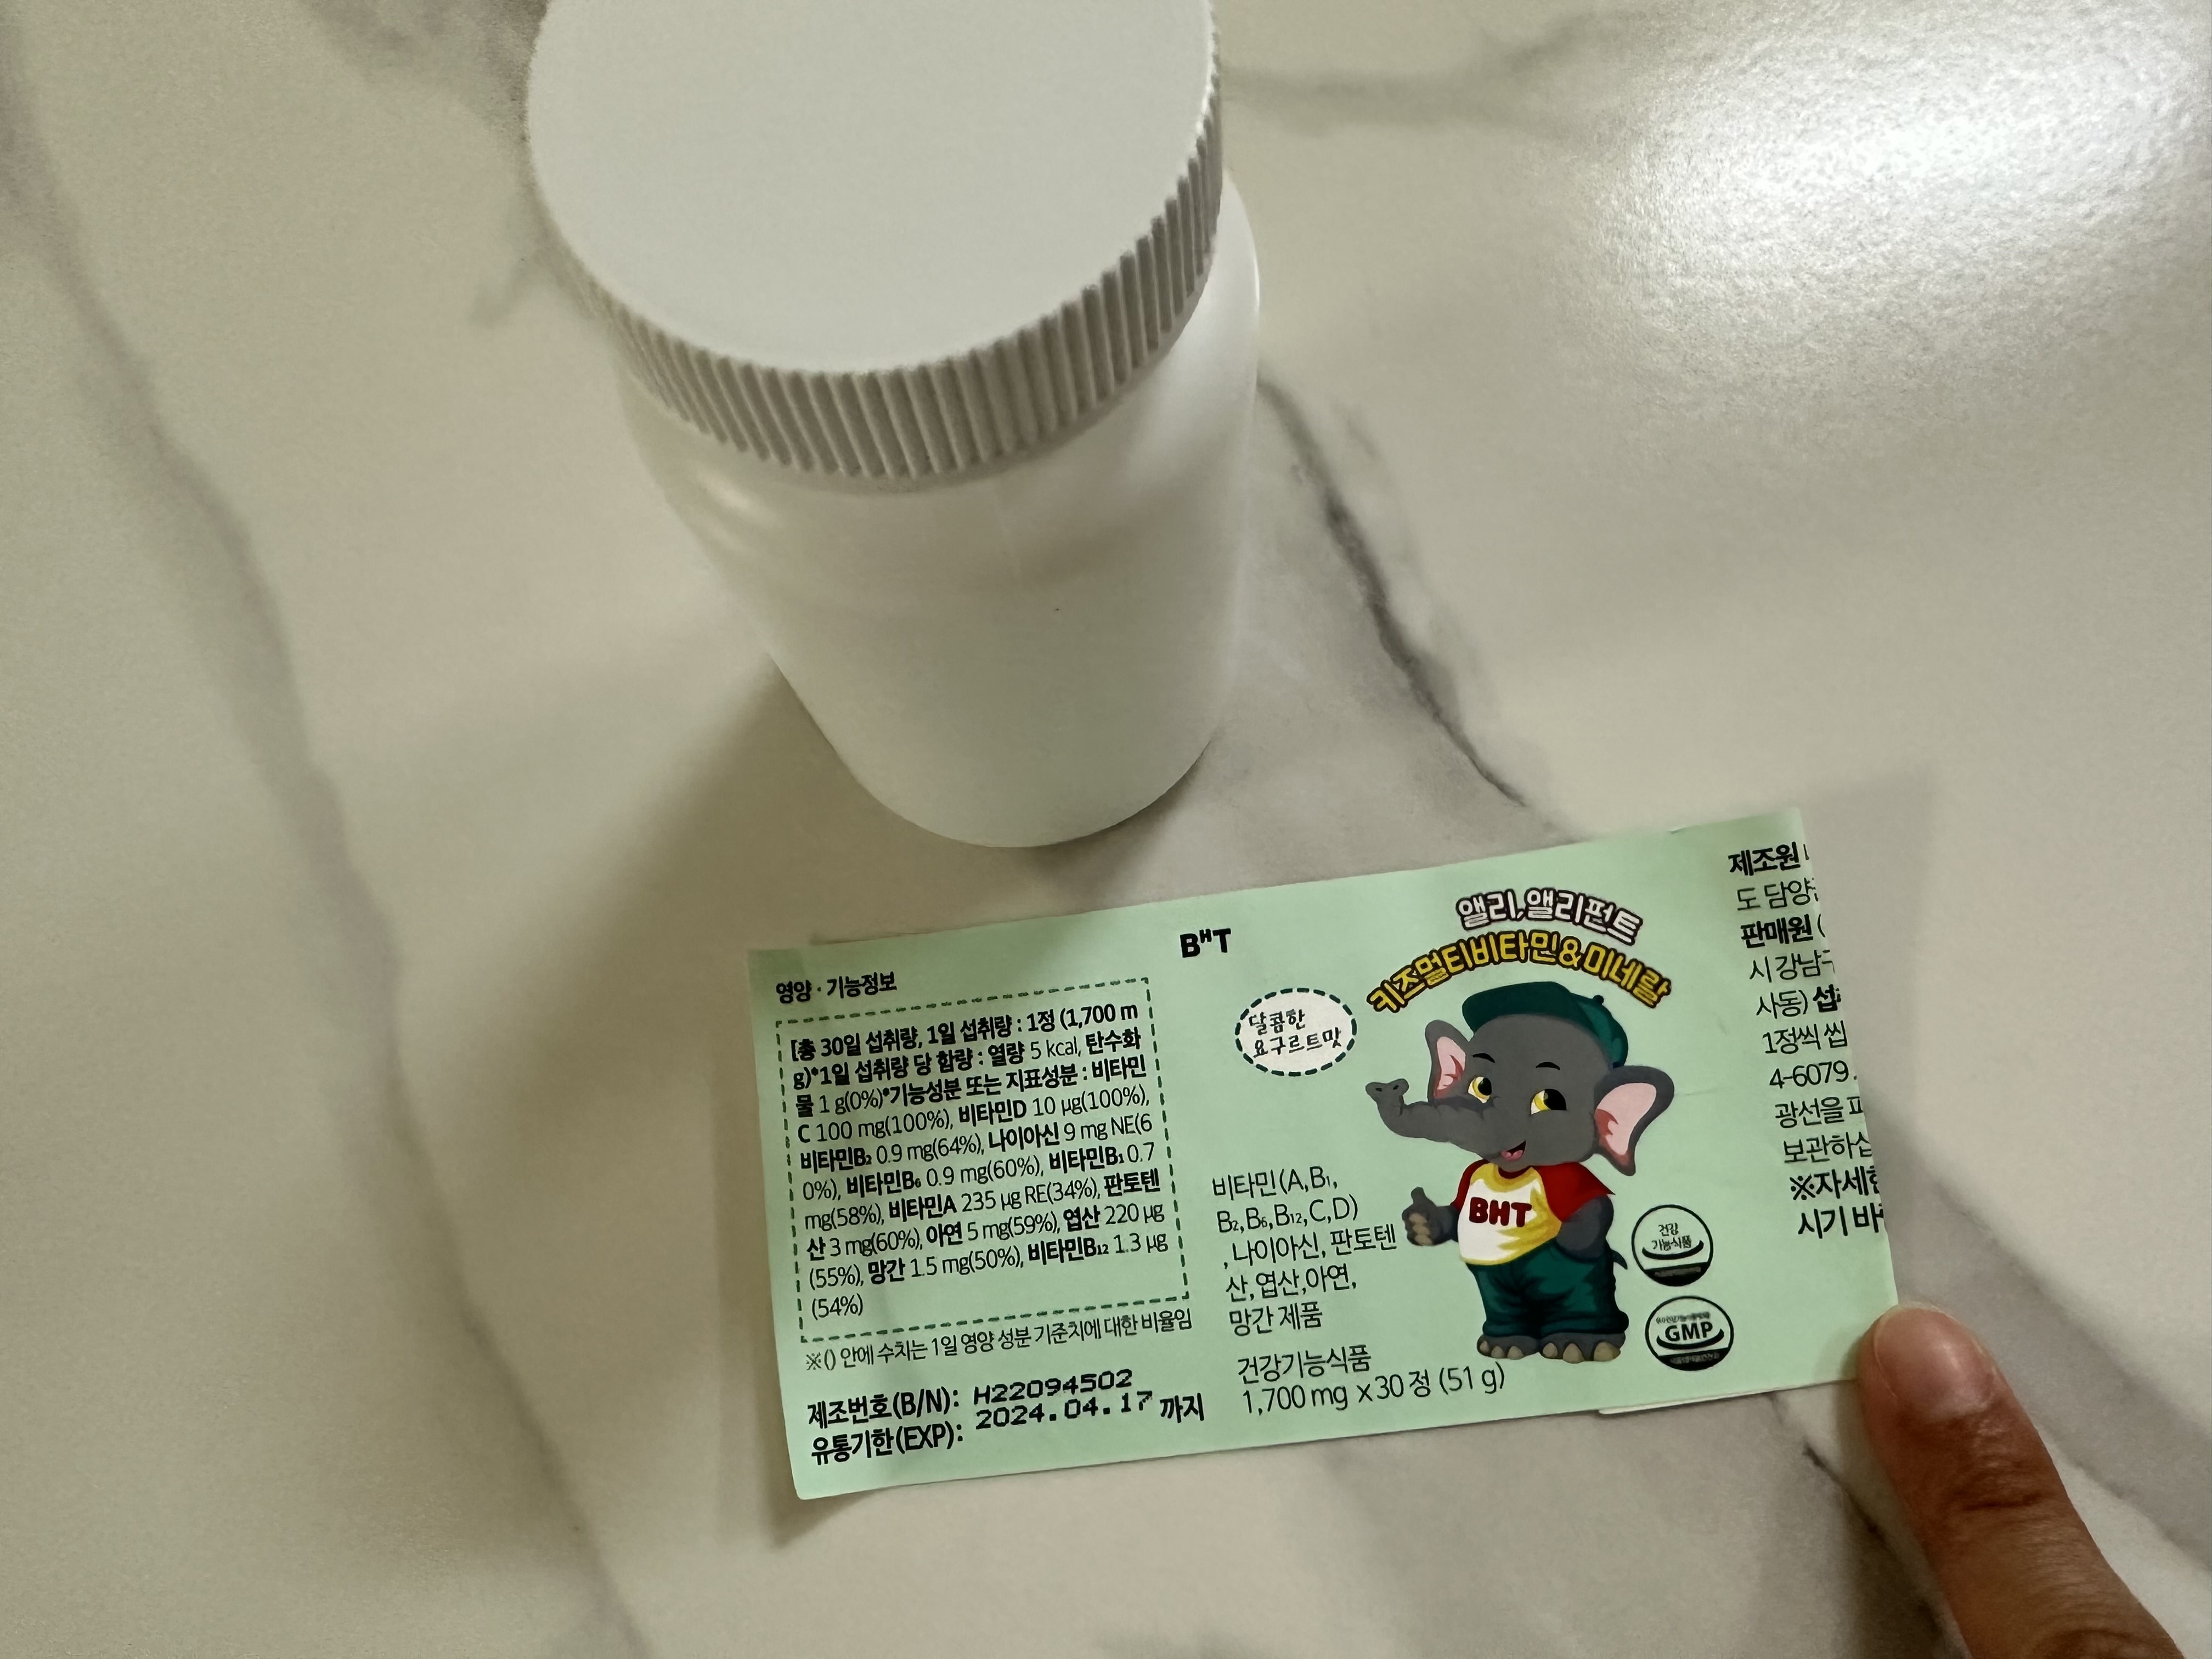 영양·기능정보
[총 30일 섭취량, 1일 섭취량 : 1정 (1,700 m
g)*1일 섭취량 당 함량 : 열량 5 kcal, 탄수화
물 1 g(0%)*기능성분 또는 지표성분 : 비타민
C 100 mg(100%), 비타민D 10 µg(100%),
비타민B₂ 0.9 mg(64%), 나이아신 9 mg NE(6
0%), 비타민B₆ 0.9 mg(60%), 비타민B₁ 0.7
mg(58%), 비타민A 235 µg RE(34%), 판토텐
산 3 mg(60%), 아연 5 mg(59%), 엽산 220 µg
(55%), 망간 1.5 mg(50%), 비타민B₁₂ 1.3 µg
(54%)
※() 안에 수치는 1일 영양 성분 기준치에 대한 비율임
제조번호(B/N): H22094502
유통기한(EXP): 2024.04.17 까지
BHT
앨리,앨리펀트
키즈멀티비타민&미네랄
달콤한
요구르트맛
BHT
비타민(A,B₁,
B₂,B₆,B₁₂,C,D)
, 나이아신, 판토텐
산,엽산,아연,
망간 제품
건강기능식품
1,700 mg x 30 정 (51 g)
건강
기능식품
GMP
제조원
도 담양
판매원 (
시 강남
사동) 섭
1정씩 씹
4-6079.
광선을 피
보관하십
※자세한
시기 바